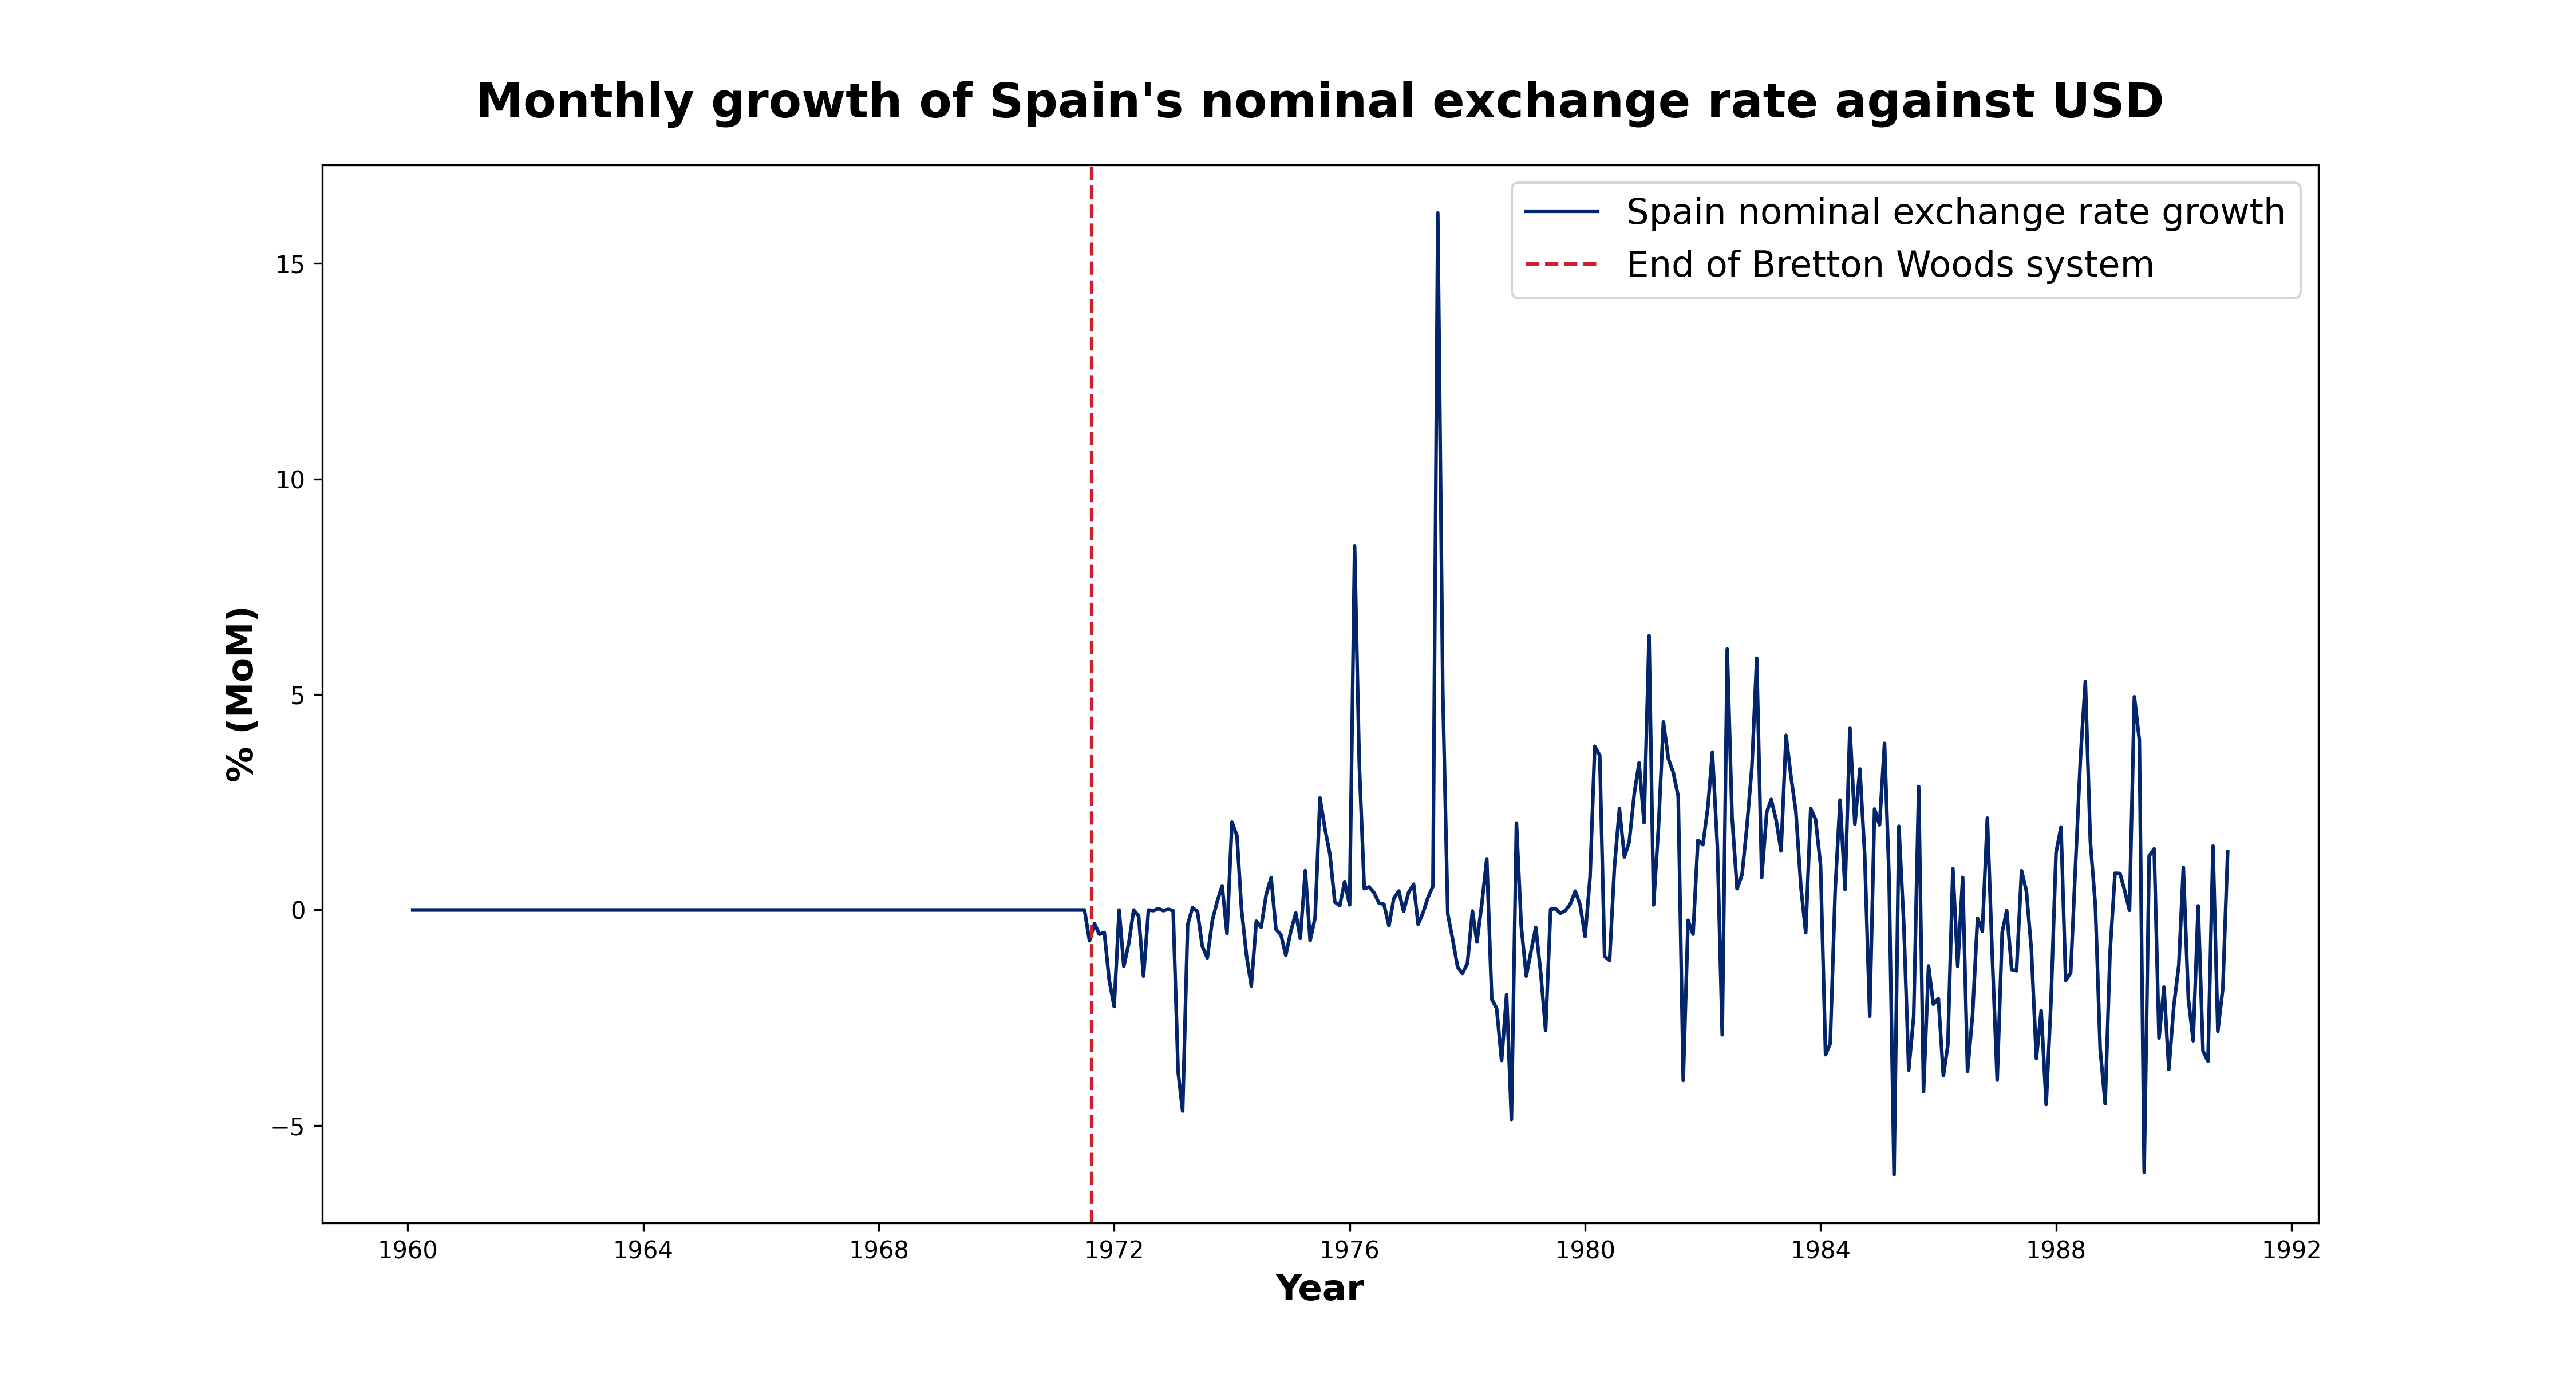 Monthly growth of Spain's nominal exchange rate against USD
Spain nominal exchange rate growth
End of Bretton Woods system
15
10
5
0
−5
% (MoM)
1960 1964 1968 1972 1976 1980 1984 1988 1992
Year